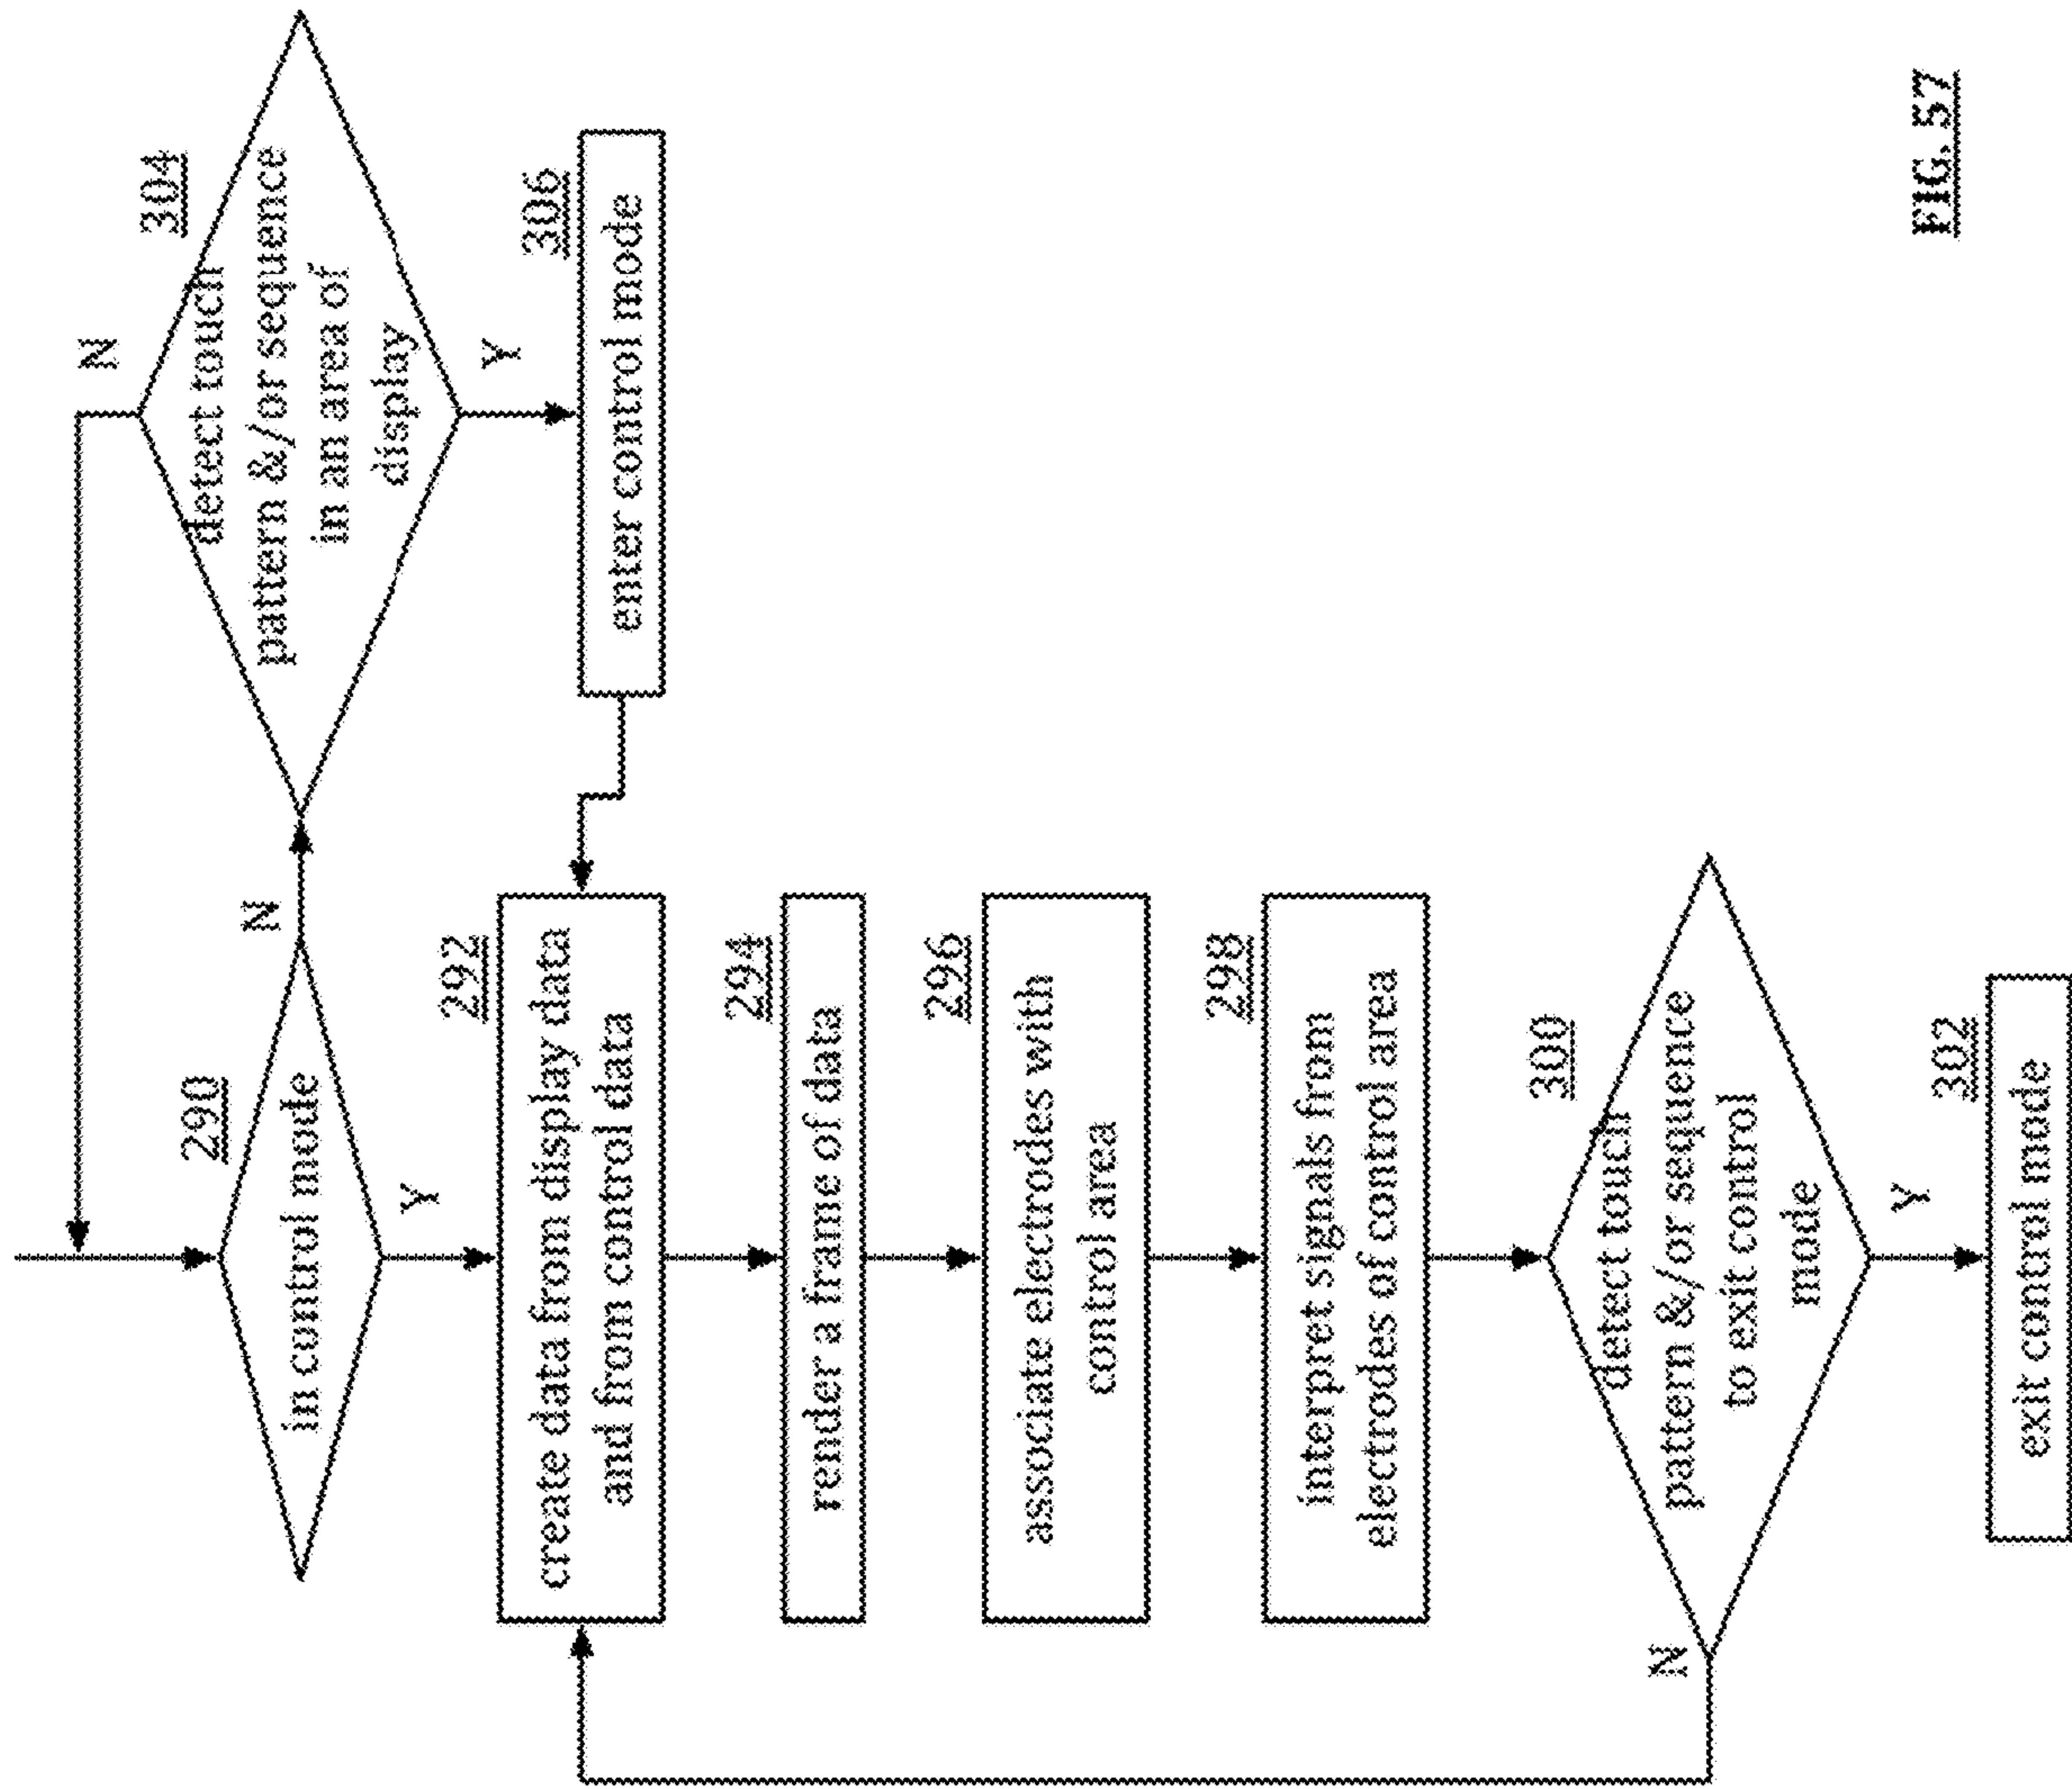 290
in control mode
N
Y
304
detect touch
pattern &/or sequence
in an area of
display
N
Y
306
enter control mode
292
create data from display data
and from control data
294
render a frame of data
296
associate electrodes with
control area
298
interpret signals from
electrodes of control area
300
detect touch
pattern &/or sequence
to exit control
mode
N
Y
302
exit control mode
FIG. 57